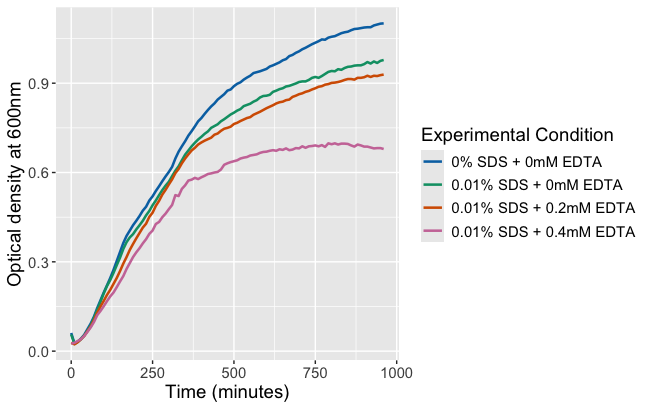 Optical density at 600nm
0.9
0.6
0.3
0.0
0 250 500 750 1000
Time (minutes)
Experimental Condition
0% SDS + 0mM EDTA
0.01% SDS + 0mM EDTA
0.01% SDS + 0.2mM EDTA
0.01% SDS + 0.4mM EDTA